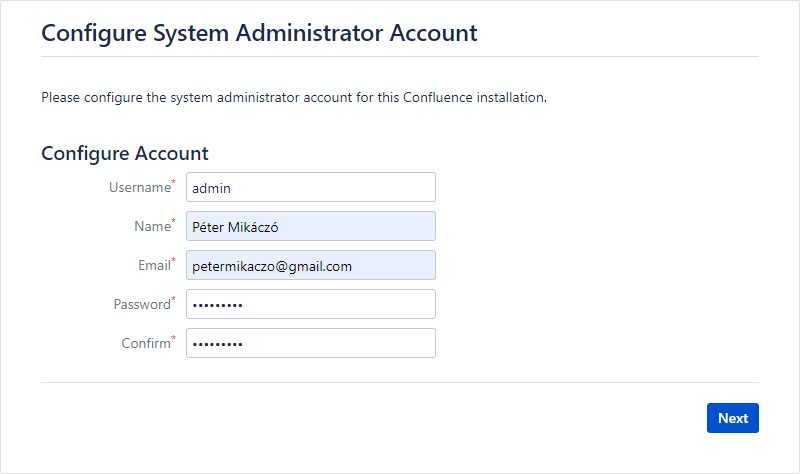 Configure System Administrator Account
Please configure the system administrator account for this Confluence installation.
Configure Account
Username* admin
Name* Péter Mikáczó
Email* petermikaczo@gmail.com
Password* •••••••••
Confirm* •••••••••
Next